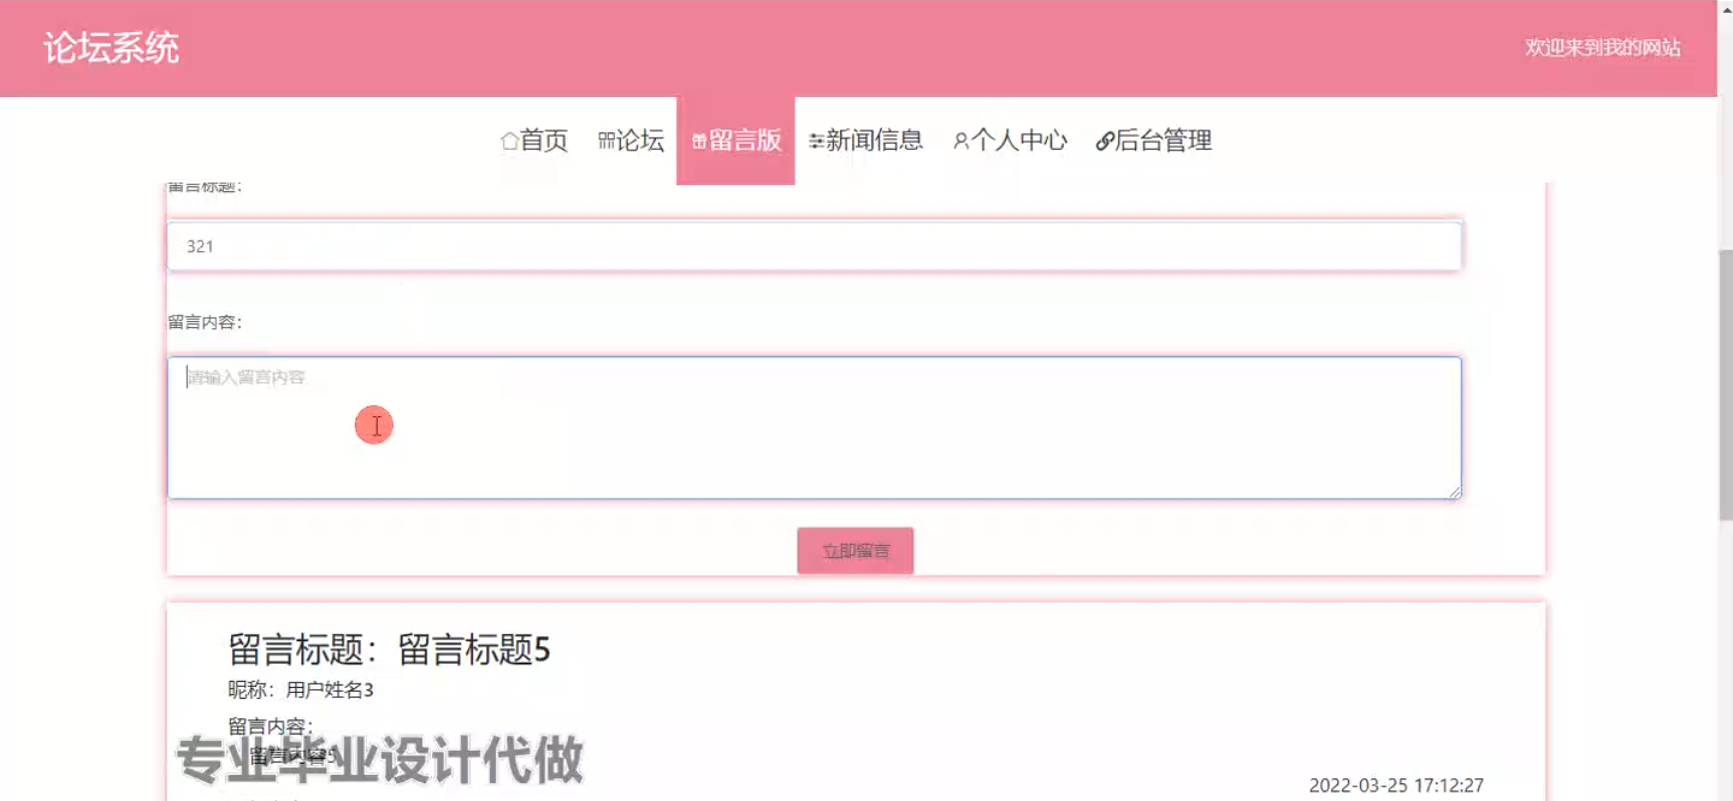 论坛系统
欢迎来到我的网站
首页 论坛 留言版 新闻信息 个人中心 后台管理
留言标题：
321
留言内容：
请输入留言内容
立即留言
留言标题：留言标题5
昵称：用户姓名3
留言内容：
留言内容5
专业毕业设计代做
2022-03-25 17:12:27